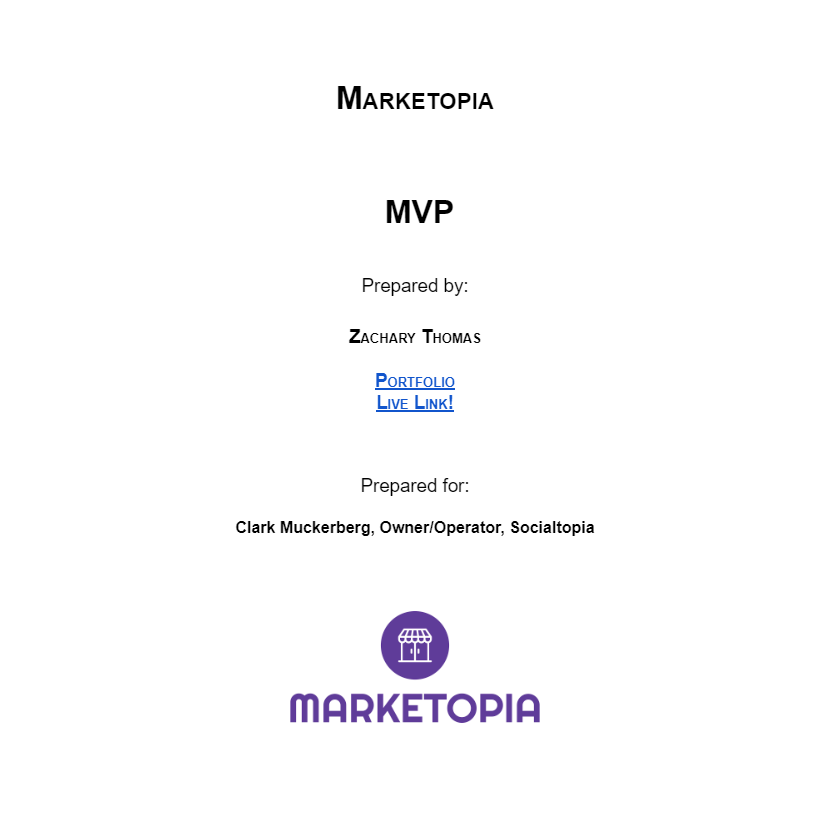 Marketopia
MVP
Prepared by:
Zachary Thomas
Portfolio
Live Link!
Prepared for:
Clark Muckerberg, Owner/Operator, Socialtopia
MARKETOPIA